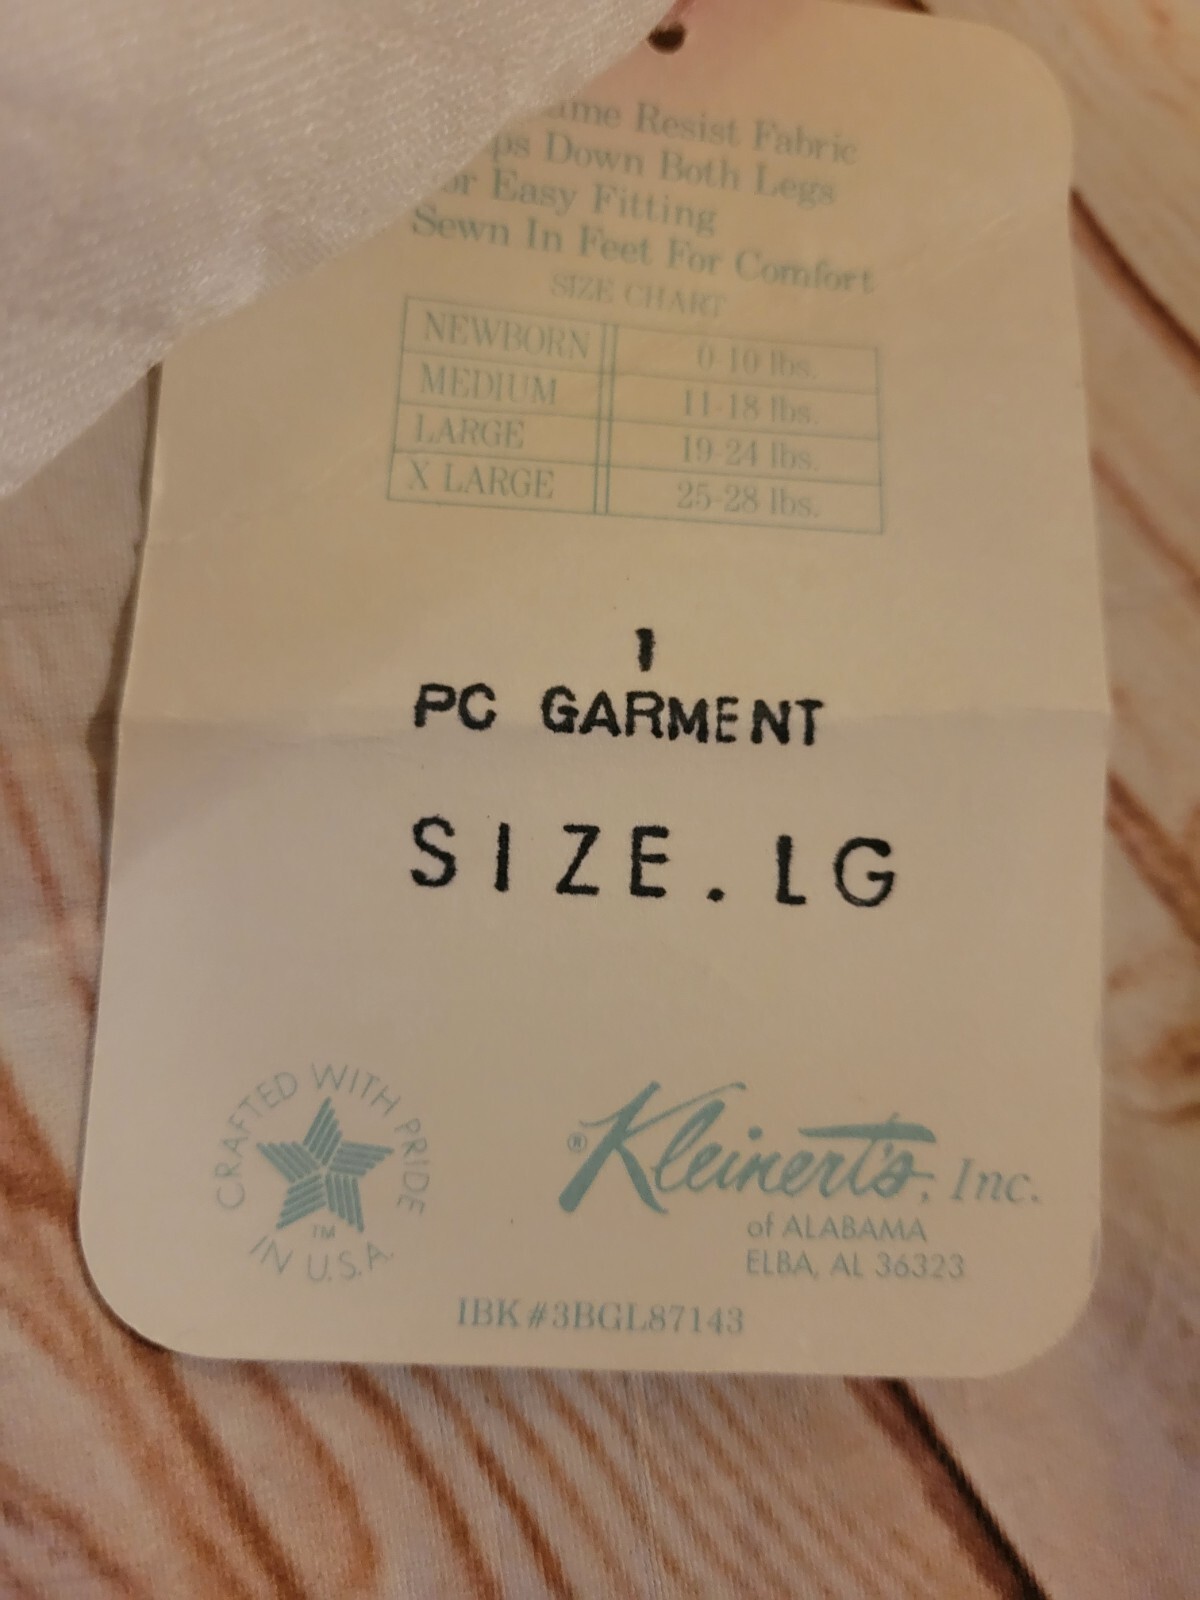 Resist Fabric
Down Both Legs
Easy Fitting
Sewn In Feet For Comfort
SIZE CHART
NEWBORN 0-10 lbs.
MEDIUM 11-18 lbs.
LARGE 19-24 lbs.
X LARGE 25-28 lbs.
1
PC GARMENT
SIZE. LG
CRAFTED WITH PRIDE
TM
IN U.S.A.
®Kleinert's, Inc.
of ALABAMA
ELBA, AL 36323
IBK #3BGL87143